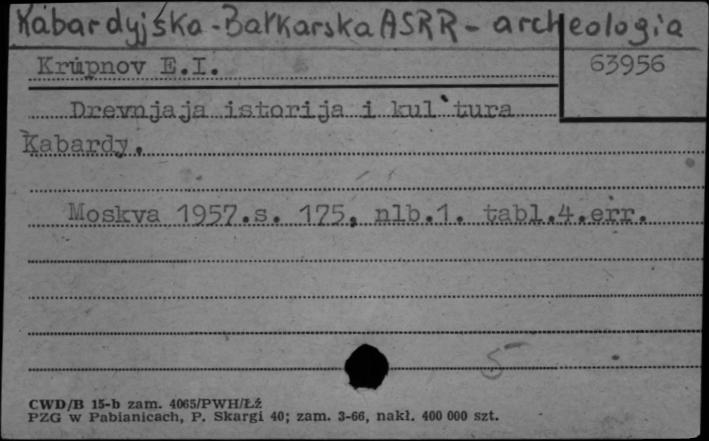 Kabardyjska-Bałkarska ASRR - archeologia
Krupnov E.I.
63956
Drevnjaja istorija i kul`tura
Kabardy.
Moskva 1957.s. 175, nlb.1. tabl.4.err.
5
CWD/B 15-b zam. 4065/PWH/Łż
PZG w Pabianicach, P. Skargi 40; zam. 3-66, nakł. 400 000 szt.